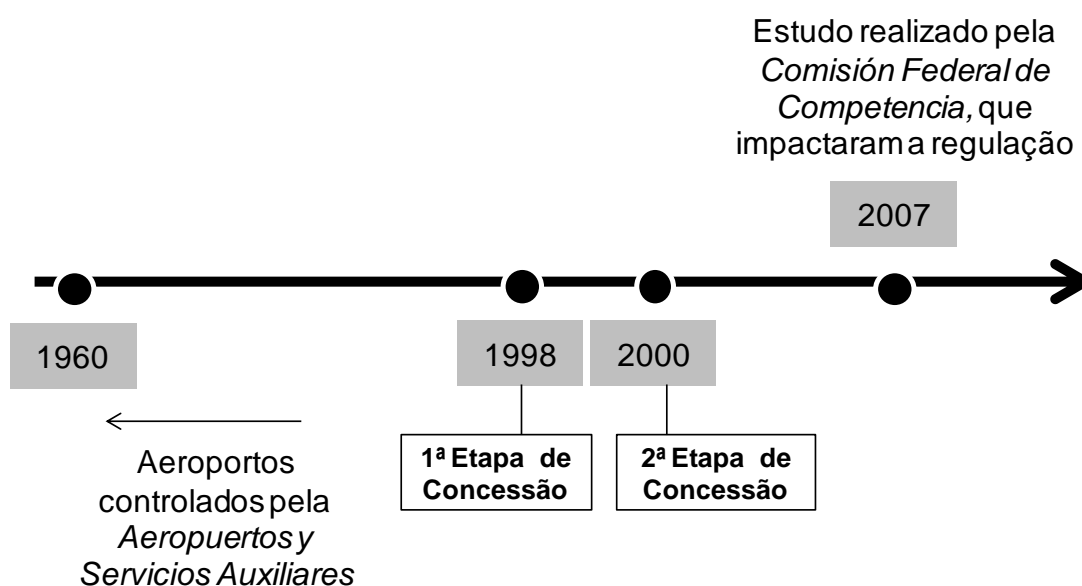 Estudo realizado pela
Comisión Federal de
Competencia, que
impactaram a regulação
2007
1960
1998
2000
Aeroportos
controlados pela
Aeropuertos y
Servicios Auxiliares
1ª Etapa de
Concessão
2ª Etapa de
Concessão